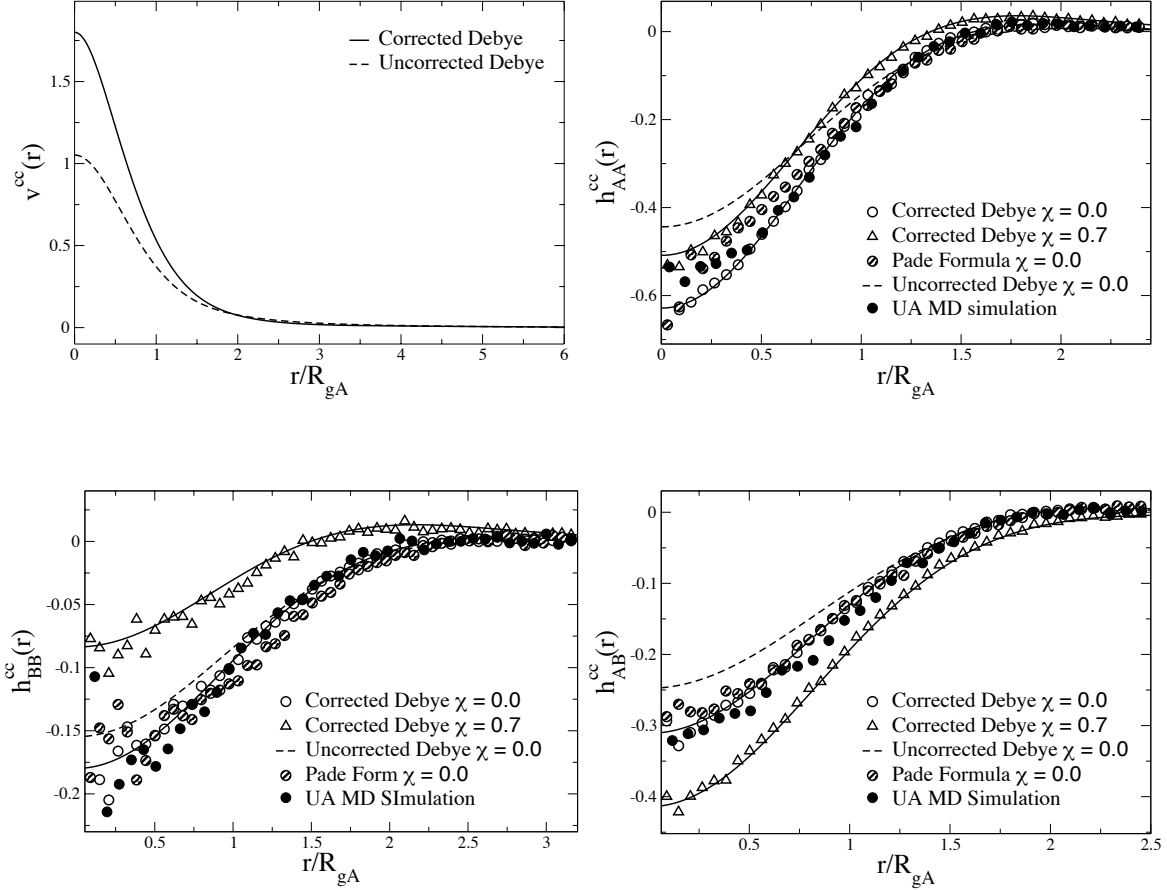 Corrected Debye
Uncorrected Debye
v^cc(r)
1.5
1
0.5
0
0 1 2 3 4 5 6
r/R_gA
h^cc_AA(r)
0
-0.2
-0.4
-0.6
Corrected Debye χ = 0.0
Corrected Debye χ = 0.7
Pade Formula χ = 0.0
Uncorrected Debye χ = 0.0
UA MD simulation
0 0.5 1 1.5 2
r/R_gA
h^cc_BB(r)
0
-0.05
-0.1
-0.15
-0.2
Corrected Debye χ = 0.0
Corrected Debye χ = 0.7
Uncorrected Debye χ = 0.0
Pade Form χ = 0.0
UA MD SImulation
0.5 1 1.5 2 2.5 3
r/R_gA
h^cc_AB(r)
0
-0.1
-0.2
-0.3
-0.4
Corrected Debye χ = 0.0
Corrected Debye χ = 0.7
Uncorrected Debye χ = 0.0
Pade Formula χ = 0.0
UA MD Simulation
0.5 1 1.5 2 2.5
r/R_gA